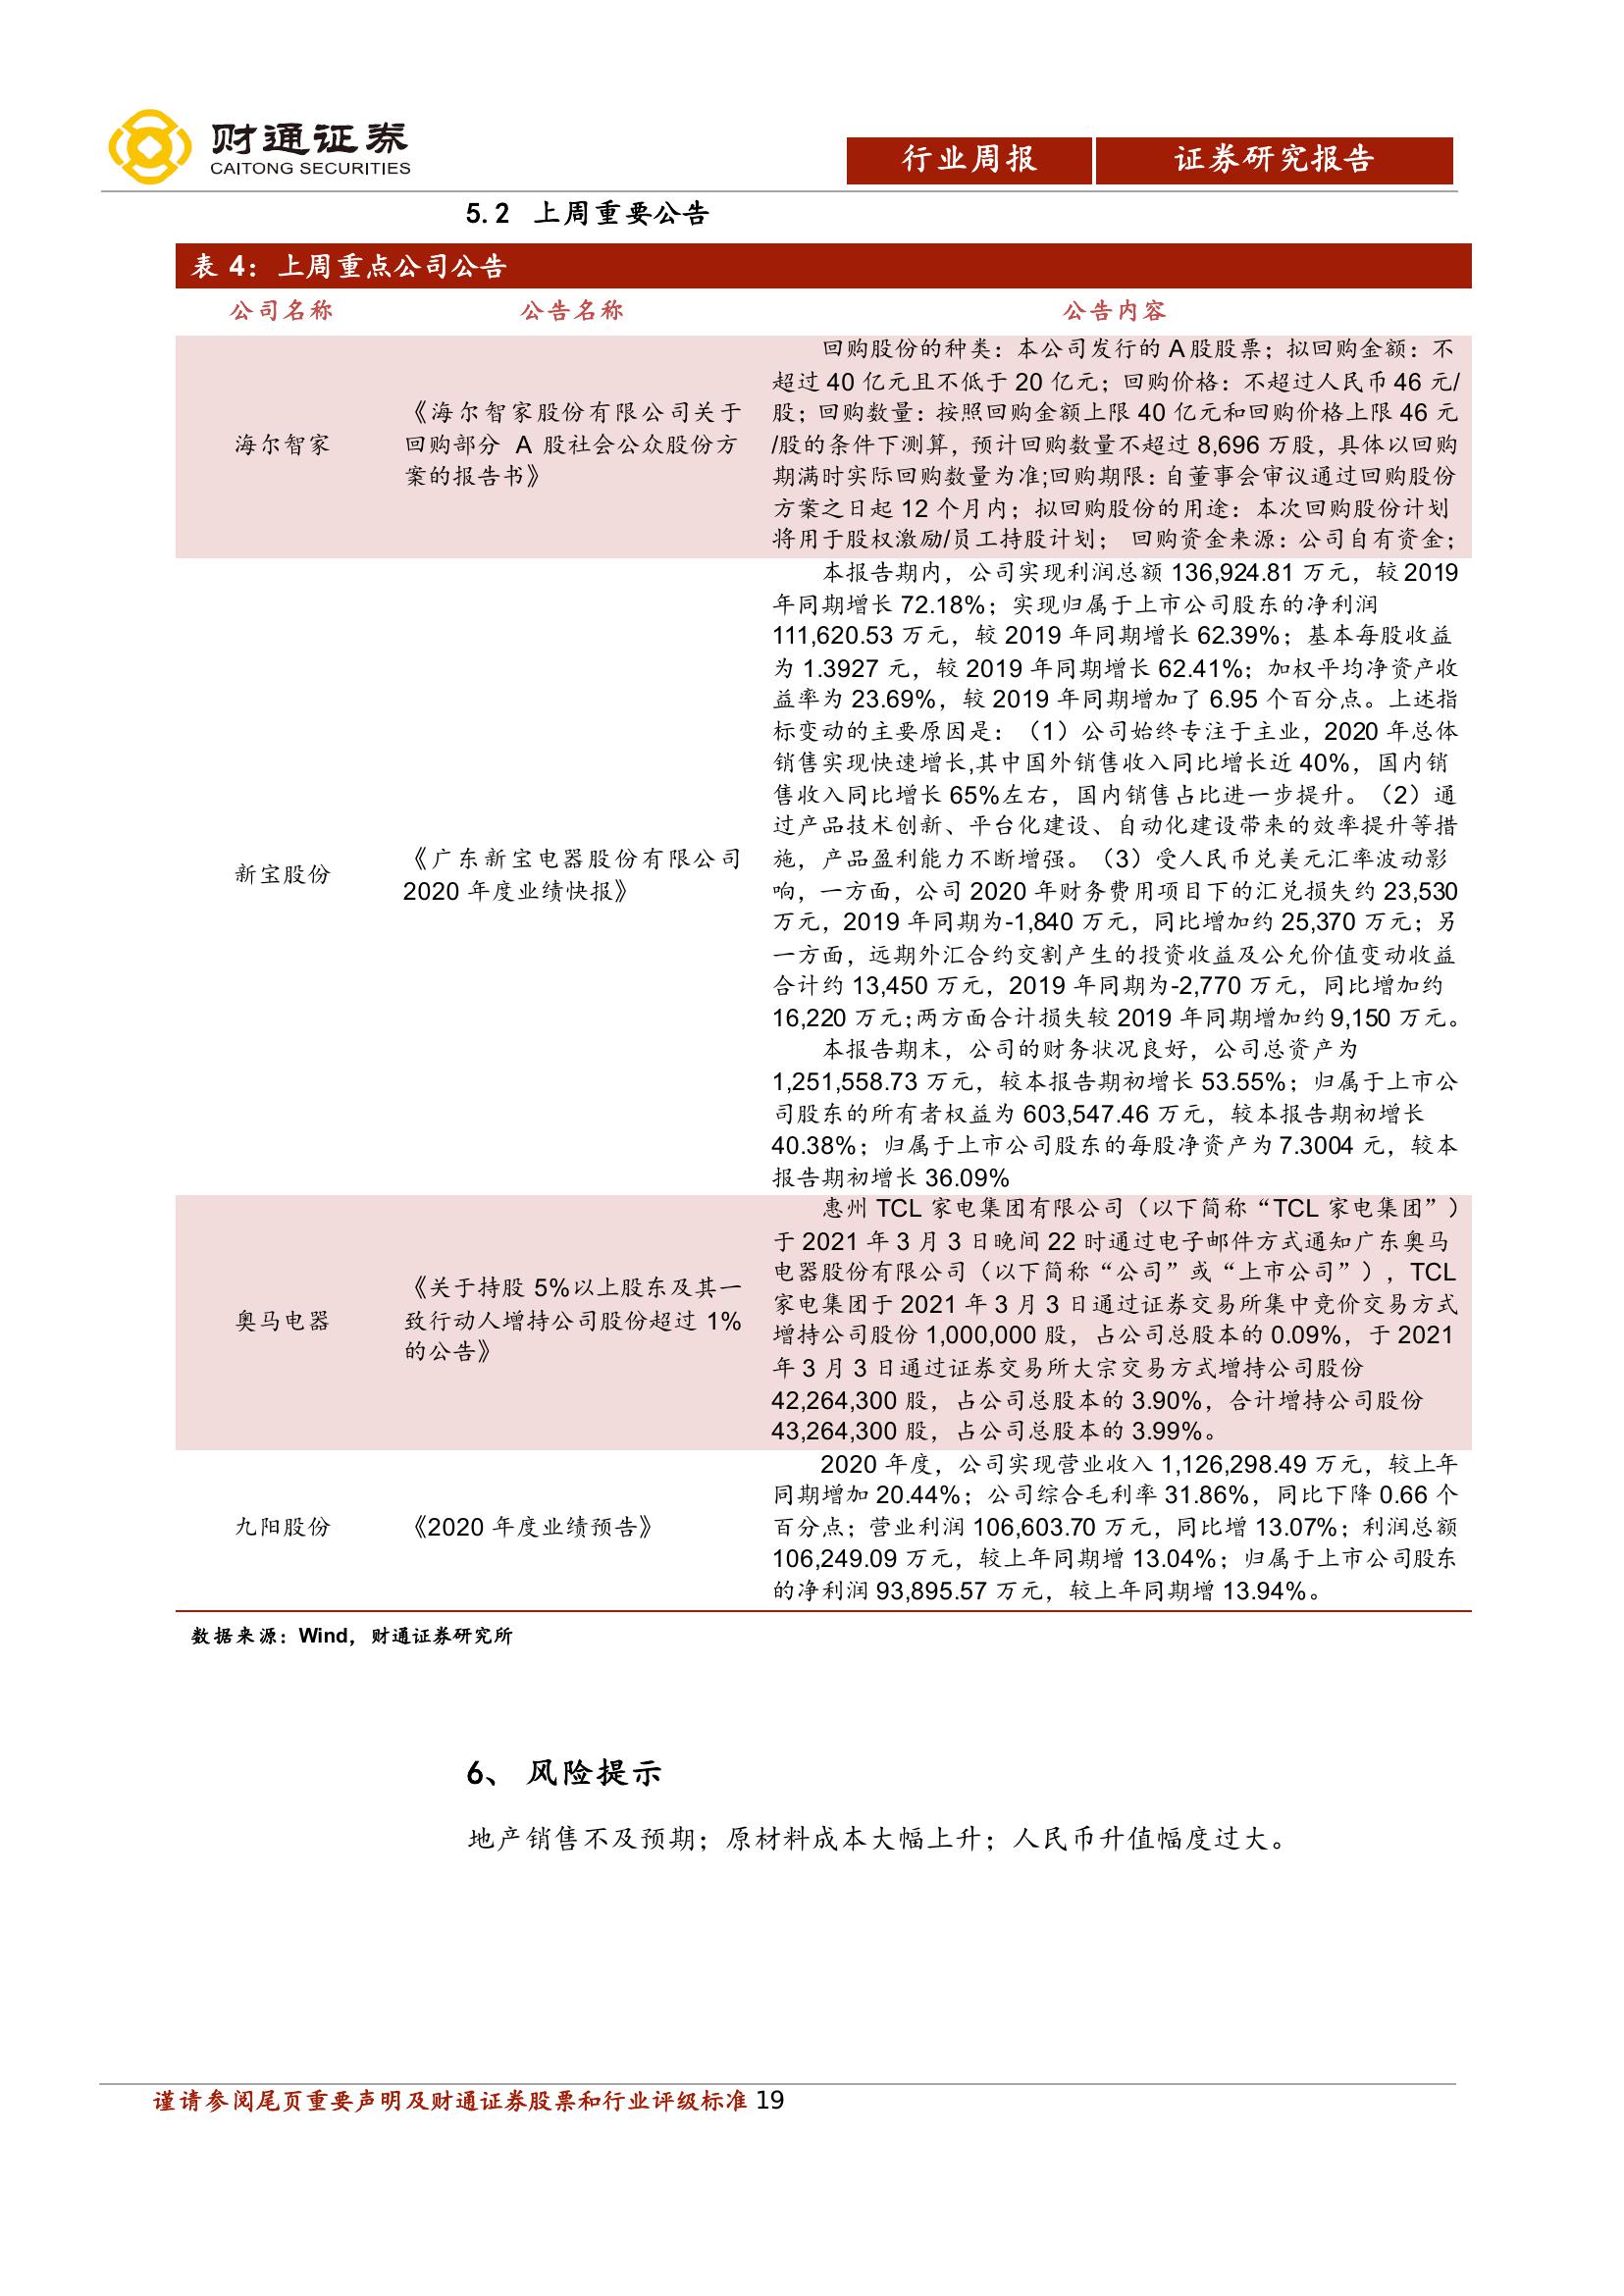 财通证券
CAITONG SECURITIES
行业周报
证券研究报告
5.2 上周重要公告
表 4：上周重点公司公告
公司名称
公告名称
公告内容
海尔智家
《海尔智家股份有限公司关于
回购部分 A 股社会公众股份方
案的报告书》
回购股份的种类：本公司发行的 A 股股票；拟回购金额：不
超过 40 亿元且不低于 20 亿元；回购价格：不超过人民币 46 元/
股；回购数量：按照回购金额上限 40 亿元和回购价格上限 46 元
/股的条件下测算，预计回购数量不超过 8,696 万股，具体以回购
期满时实际回购数量为准;回购期限：自董事会审议通过回购股份
方案之日起 12 个月内；拟回购股份的用途：本次回购股份计划
将用于股权激励/员工持股计划； 回购资金来源：公司自有资金；
新宝股份
《广东新宝电器股份有限公司
2020 年度业绩快报》
本报告期内，公司实现利润总额 136,924.81 万元，较 2019
年同期增长 72.18%；实现归属于上市公司股东的净利润
111,620.53 万元，较 2019 年同期增长 62.39%；基本每股收益
为 1.3927 元，较 2019 年同期增长 62.41%；加权平均净资产收
益率为 23.69%，较 2019 年同期增加了 6.95 个百分点。上述指
标变动的主要原因是：（1）公司始终专注于主业，2020 年总体
销售实现快速增长,其中国外销售收入同比增长近 40%，国内销
售收入同比增长 65%左右，国内销售占比进一步提升。（2）通
过产品技术创新、平台化建设、自动化建设带来的效率提升等措
施，产品盈利能力不断增强。（3）受人民币兑美元汇率波动影
响，一方面，公司 2020 年财务费用项目下的汇兑损失约 23,530
万元，2019 年同期为-1,840 万元，同比增加约 25,370 万元；另
一方面，远期外汇合约交割产生的投资收益及公允价值变动收益
合计约 13,450 万元，2019 年同期为-2,770 万元，同比增加约
16,220 万元;两方面合计损失较 2019 年同期增加约 9,150 万元。
本报告期末，公司的财务状况良好，公司总资产为
1,251,558.73 万元，较本报告期初增长 53.55%；归属于上市公
司股东的所有者权益为 603,547.46 万元，较本报告期初增长
40.38%；归属于上市公司股东的每股净资产为 7.3004 元，较本
报告期初增长 36.09%
奥马电器
《关于持股 5%以上股东及其一
致行动人增持公司股份超过 1%
的公告》
惠州 TCL 家电集团有限公司（以下简称“TCL 家电集团”）
于 2021 年 3 月 3 日晚间 22 时通过电子邮件方式通知广东奥马
电器股份有限公司（以下简称“公司”或“上市公司”），TCL
家电集团于 2021 年 3 月 3 日通过证券交易所集中竞价交易方式
增持公司股份 1,000,000 股，占公司总股本的 0.09%，于 2021
年 3 月 3 日通过证券交易所大宗交易方式增持公司股份
42,264,300 股，占公司总股本的 3.90%，合计增持公司股份
43,264,300 股，占公司总股本的 3.99%。
九阳股份
《2020 年度业绩预告》
2020 年度，公司实现营业收入 1,126,298.49 万元，较上年
同期增加 20.44%；公司综合毛利率 31.86%，同比下降 0.66 个
百分点；营业利润 106,603.70 万元，同比增 13.07%；利润总额
106,249.09 万元，较上年同期增 13.04%；归属于上市公司股东
的净利润 93,895.57 万元，较上年同期增 13.94%。
数据来源：Wind，财通证券研究所
6、 风险提示
地产销售不及预期；原材料成本大幅上升；人民币升值幅度过大。
谨请参阅尾页重要声明及财通证券股票和行业评级标准 19